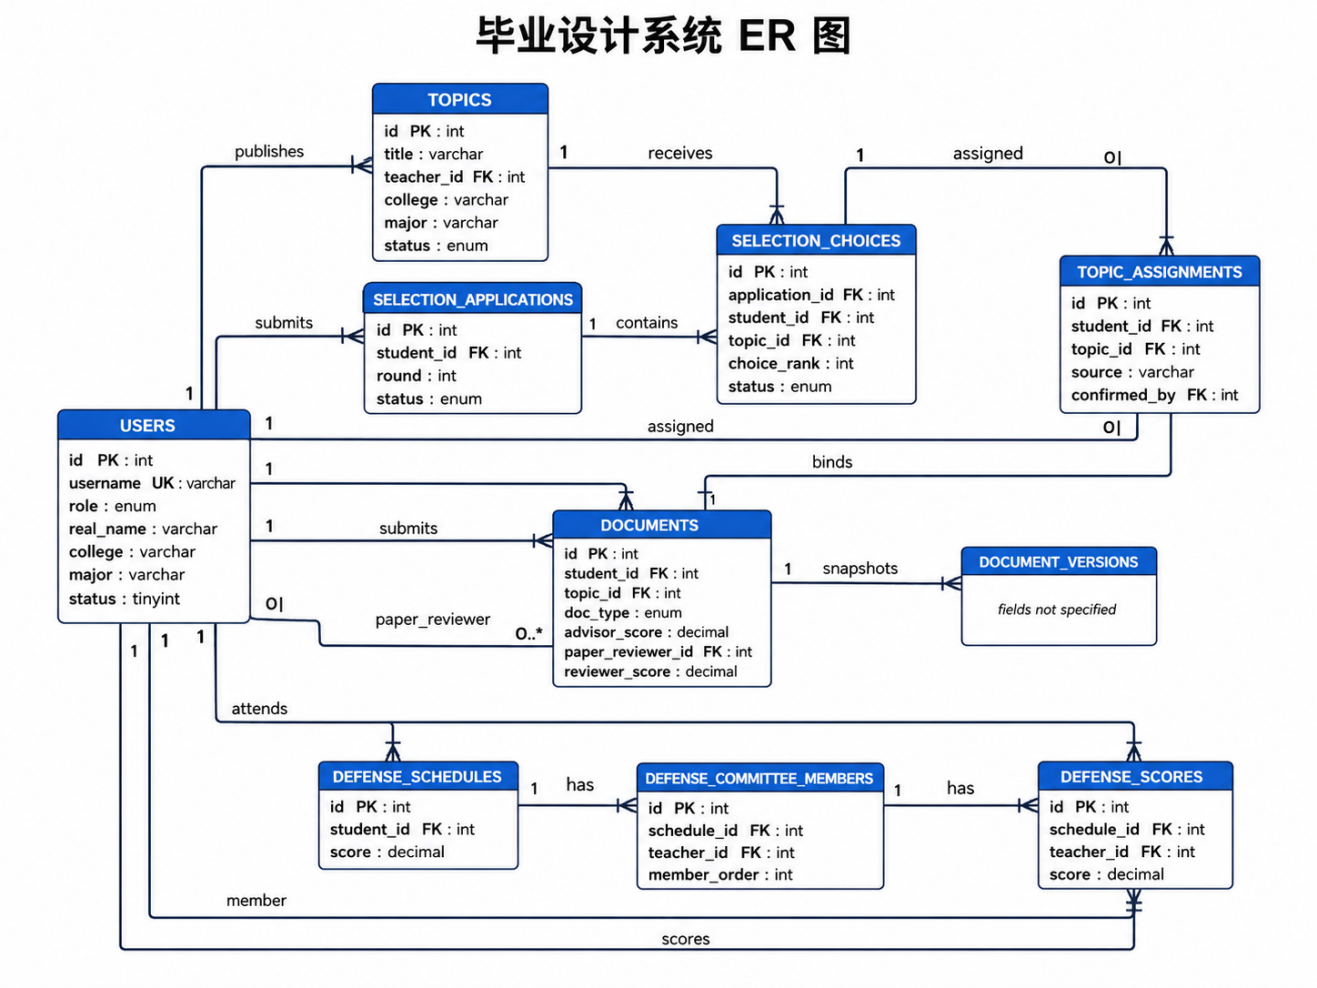 毕业设计系统 ER 图
TOPICS
id PK : int
title : varchar
teacher_id FK : int
college : varchar
major : varchar
status : enum
publishes
1
receives
1
assigned
O|
SELECTION_CHOICES
id PK : int
application_id FK : int
student_id FK : int
topic_id FK : int
choice_rank : int
status : enum
TOPIC_ASSIGNMENTS
id PK : int
student_id FK : int
topic_id FK : int
source : varchar
confirmed_by FK : int
SELECTION_APPLICATIONS
id PK : int
student_id FK : int
round : int
status : enum
submits
1
contains
1
USERS
id PK : int
username UK : varchar
role : enum
real_name : varchar
college : varchar
major : varchar
status : tinyint
1
assigned
O|
1
binds
1
1
submits
O|
paper_reviewer
O..*
DOCUMENTS
id PK : int
student_id FK : int
topic_id FK : int
doc_type : enum
advisor_score : decimal
paper_reviewer_id FK : int
reviewer_score : decimal
1
snapshots
DOCUMENT_VERSIONS
fields not specified
1
1
1
attends
DEFENSE_SCHEDULES
id PK : int
student_id FK : int
score : decimal
1
has
DEFENSE_COMMITTEE_MEMBERS
id PK : int
schedule_id FK : int
teacher_id FK : int
member_order : int
1
has
DEFENSE_SCORES
id PK : int
schedule_id FK : int
teacher_id FK : int
score : decimal
member
scores